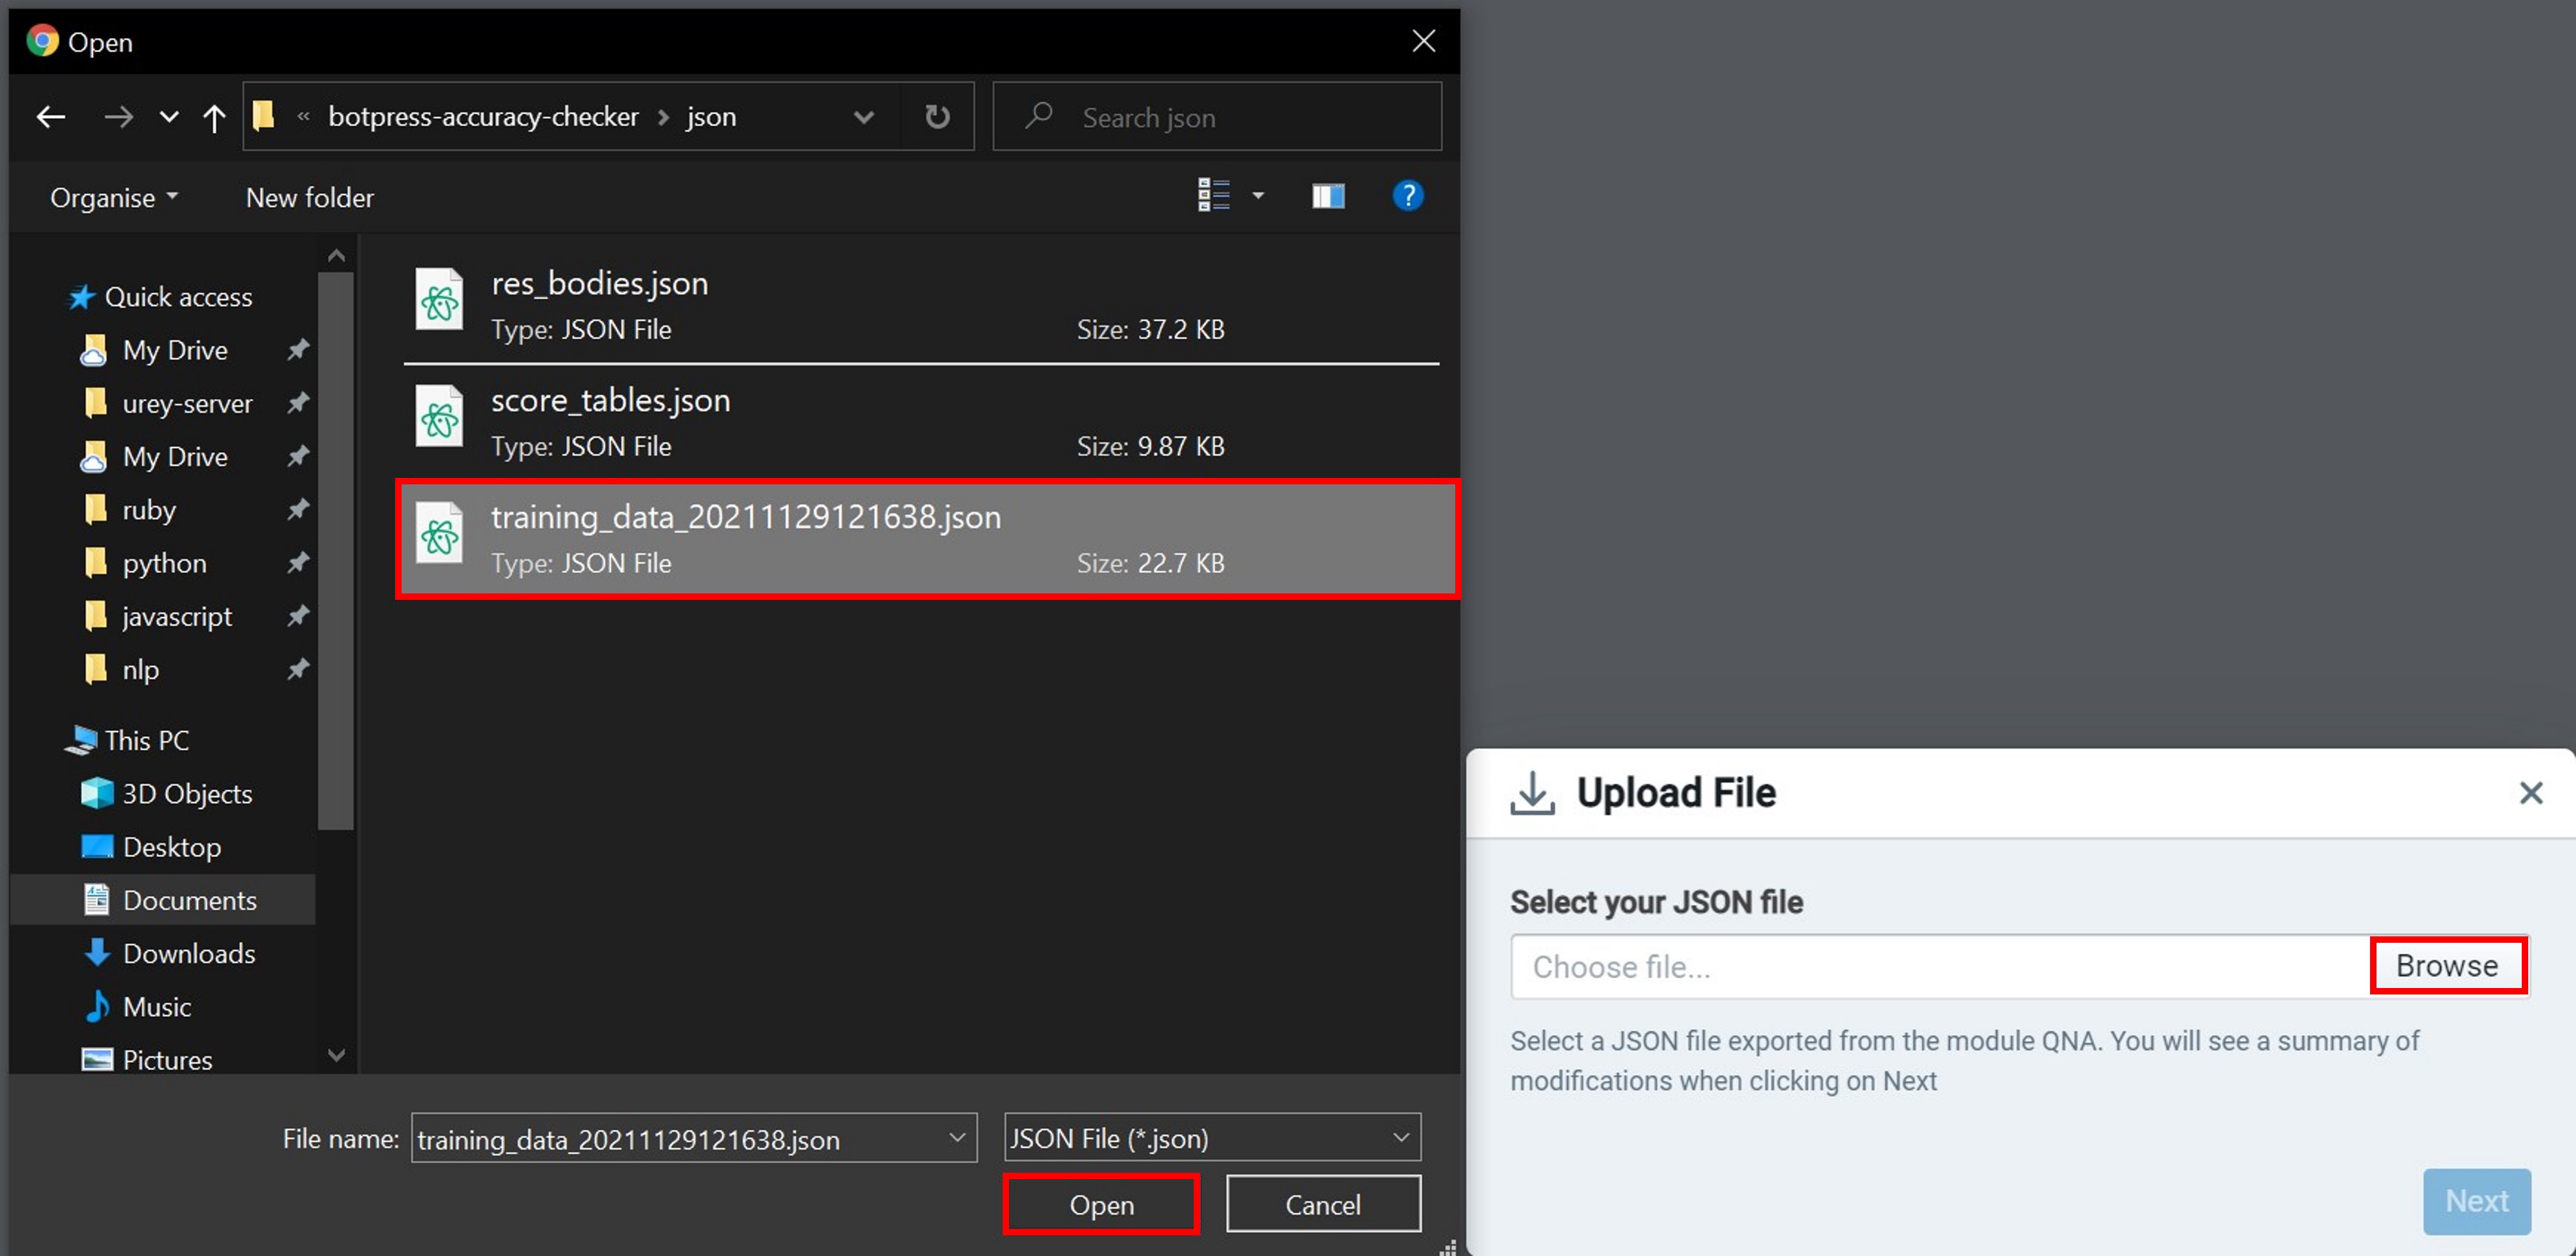 Open
« botpress-accuracy-checker > json
Search json
Organise
New folder
?
Quick access
My Drive
urey-server
My Drive
ruby
python
javascript
nlp
This PC
3D Objects
Desktop
Documents
Downloads
Music
Pictures
res_bodies.json
Type: JSON File Size: 37.2 KB
score_tables.json
Type: JSON File Size: 9.87 KB
training_data_20211129121638.json
Type: JSON File Size: 22.7 KB
File name: training_data_20211129121638.json JSON File (*.json)
Open Cancel
Upload File
Select your JSON file
Choose file... Browse
Select a JSON file exported from the module QNA. You will see a summary of
modifications when clicking on Next
Next